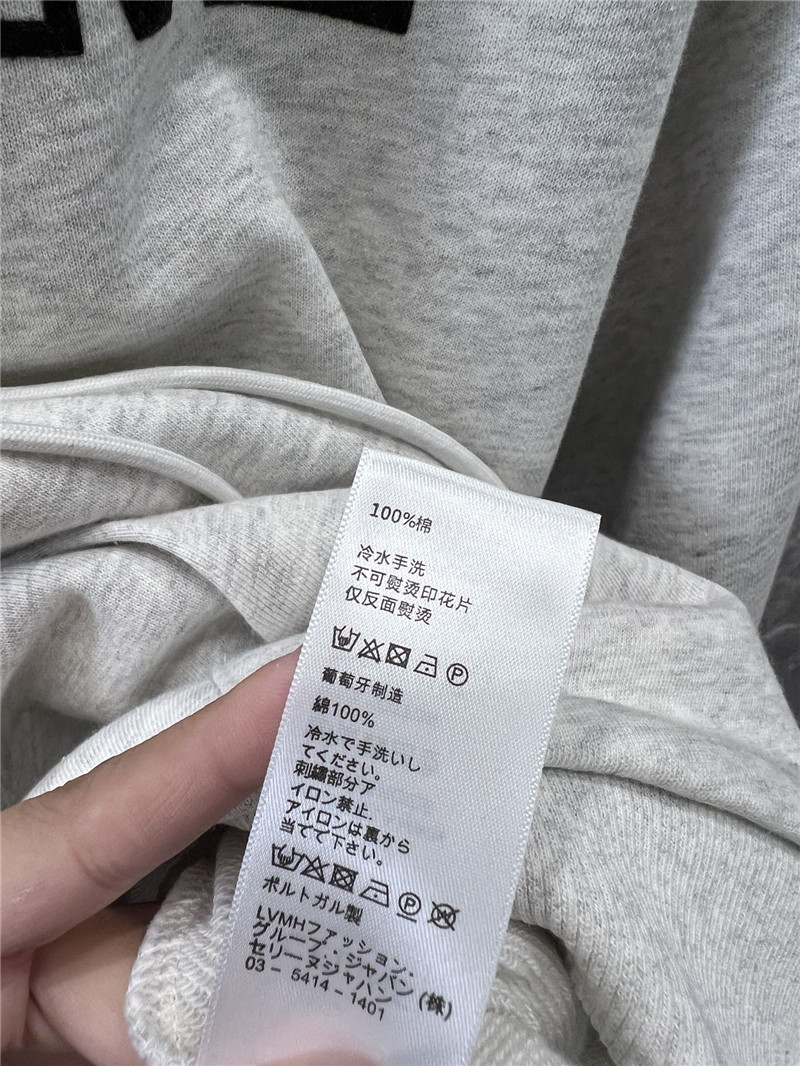 100%棉
冷水手洗
不可熨烫印花片
仅反面熨烫
葡萄牙制造
綿100%
冷水で手洗いし
てください。
刺繍部分ア
イロン禁止.
アイロンは裏から
当てて下さい。
ポルトガル製
LVMHファッション・
グループ・ジャパン
セリーヌジャパン (株)
03 - 5414 - 1401